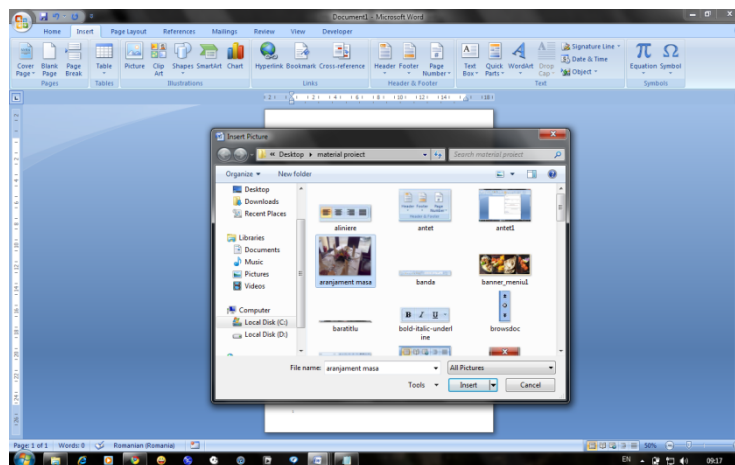 Document1 - Microsoft Word
Home Insert Page Layout References Mailings Review View Developer
Cover Page Blank Page Page Break Table Picture Clip Art Shapes SmartArt Chart Hyperlink Bookmark Cross-reference Header Footer Page Number Text Box Quick Parts WordArt Drop Cap Signature Line Date & Time Object Equation Symbol
Pages Tables Illustrations Links Header & Footer Text Symbols
Insert Picture
« Desktop material proiect Search material proiect
Organize New folder
Desktop
Downloads
Recent Places
Libraries
Documents
Music
Pictures
Videos
Computer
Local Disk (C:)
Local Disk (D:)
aliniere antet antet1
aranjament masa banda banner_meniu1
B I U
baratitlu bold-italic-underline browsdoc
File name: aranjament masa All Pictures
Tools Insert Cancel
Page: 1 of 1 Words: 0 Romanian (Romania) 50%
EN 09:17